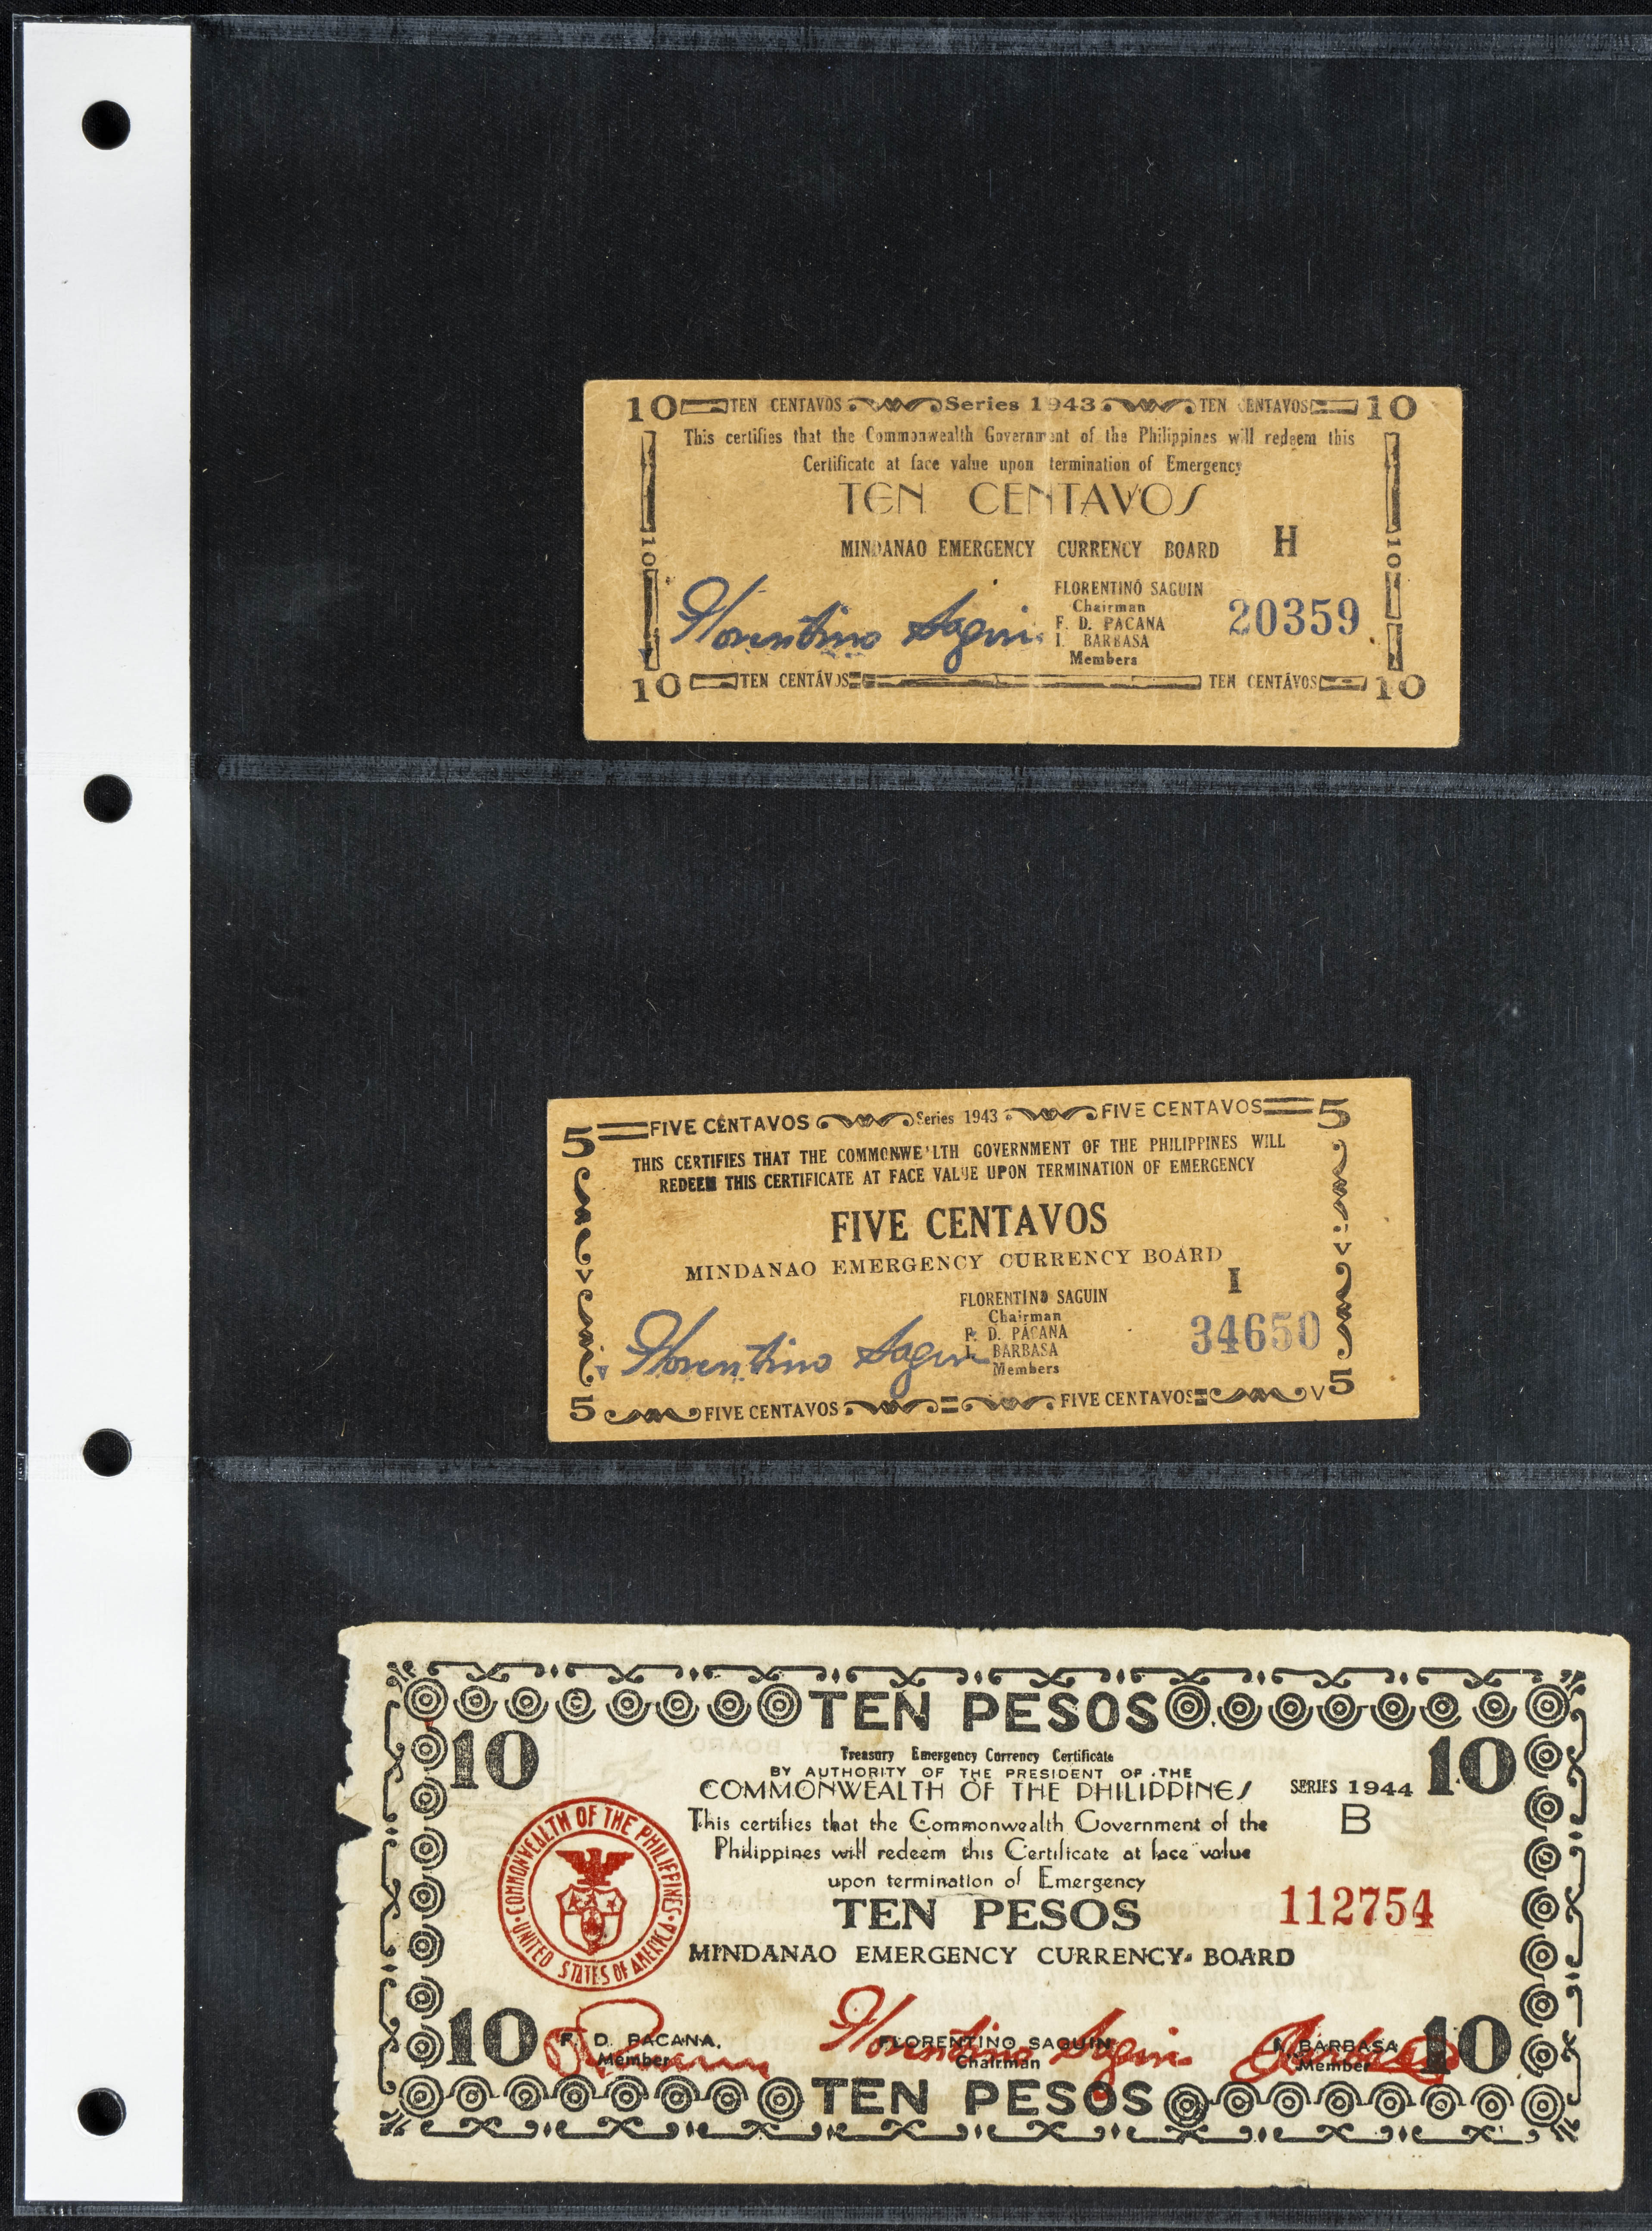 10 TEN CENTAVOS Series 1943 TEN CENTAVOS 10
This certifies that the Commonwealth Government of the Philippines will redeem this
Certificate at face value upon termination of Emergency
TEN CENTAVOS
MINDANAO EMERGENCY CURRENCY BOARD H
10 10
Florentino Saguin
FLORENTINO SAGUIN
Chairman
F. D. PACANA
I. BARBASA
Members
20359
10 TEN CENTAVOS TEN CENTAVOS 10
5 FIVE CENTAVOS Series 1943 FIVE CENTAVOS 5
THIS CERTIFIES THAT THE COMMONWEALTH GOVERNMENT OF THE PHILIPPINES WILL
REDEEM THIS CERTIFICATE AT FACE VALUE UPON TERMINATION OF EMERGENCY
FIVE CENTAVOS
MINDANAO EMERGENCY CURRENCY BOARD
I
V V
Florentino Saguin
FLORENTINO SAGUIN
Chairman
F. D. PACANA
I. BARBASA
Members
34650
V
5 FIVE CENTAVOS FIVE CENTAVOS V 5
TEN PESOS
10 10
Treasury Emergency Currency Certificate
BY AUTHORITY OF THE PRESIDENT OF THE
COMMONWEALTH OF THE PHILIPPINES SERIES 1944
B
This certifies that the Commonwealth Government of the
Philippines will redeem this Certificate at face value
upon termination of Emergency
TEN PESOS
112754
MINDANAO EMERGENCY CURRENCY BOARD
COMMONWEALTH OF THE PHILIPPINES
UNITED STATES OF AMERICA
10 10
Florentino Saguin
F. D. PACANA, FLORENTINO SAGUIN I. BARBASA
Member Chairman Member
TEN PESOS